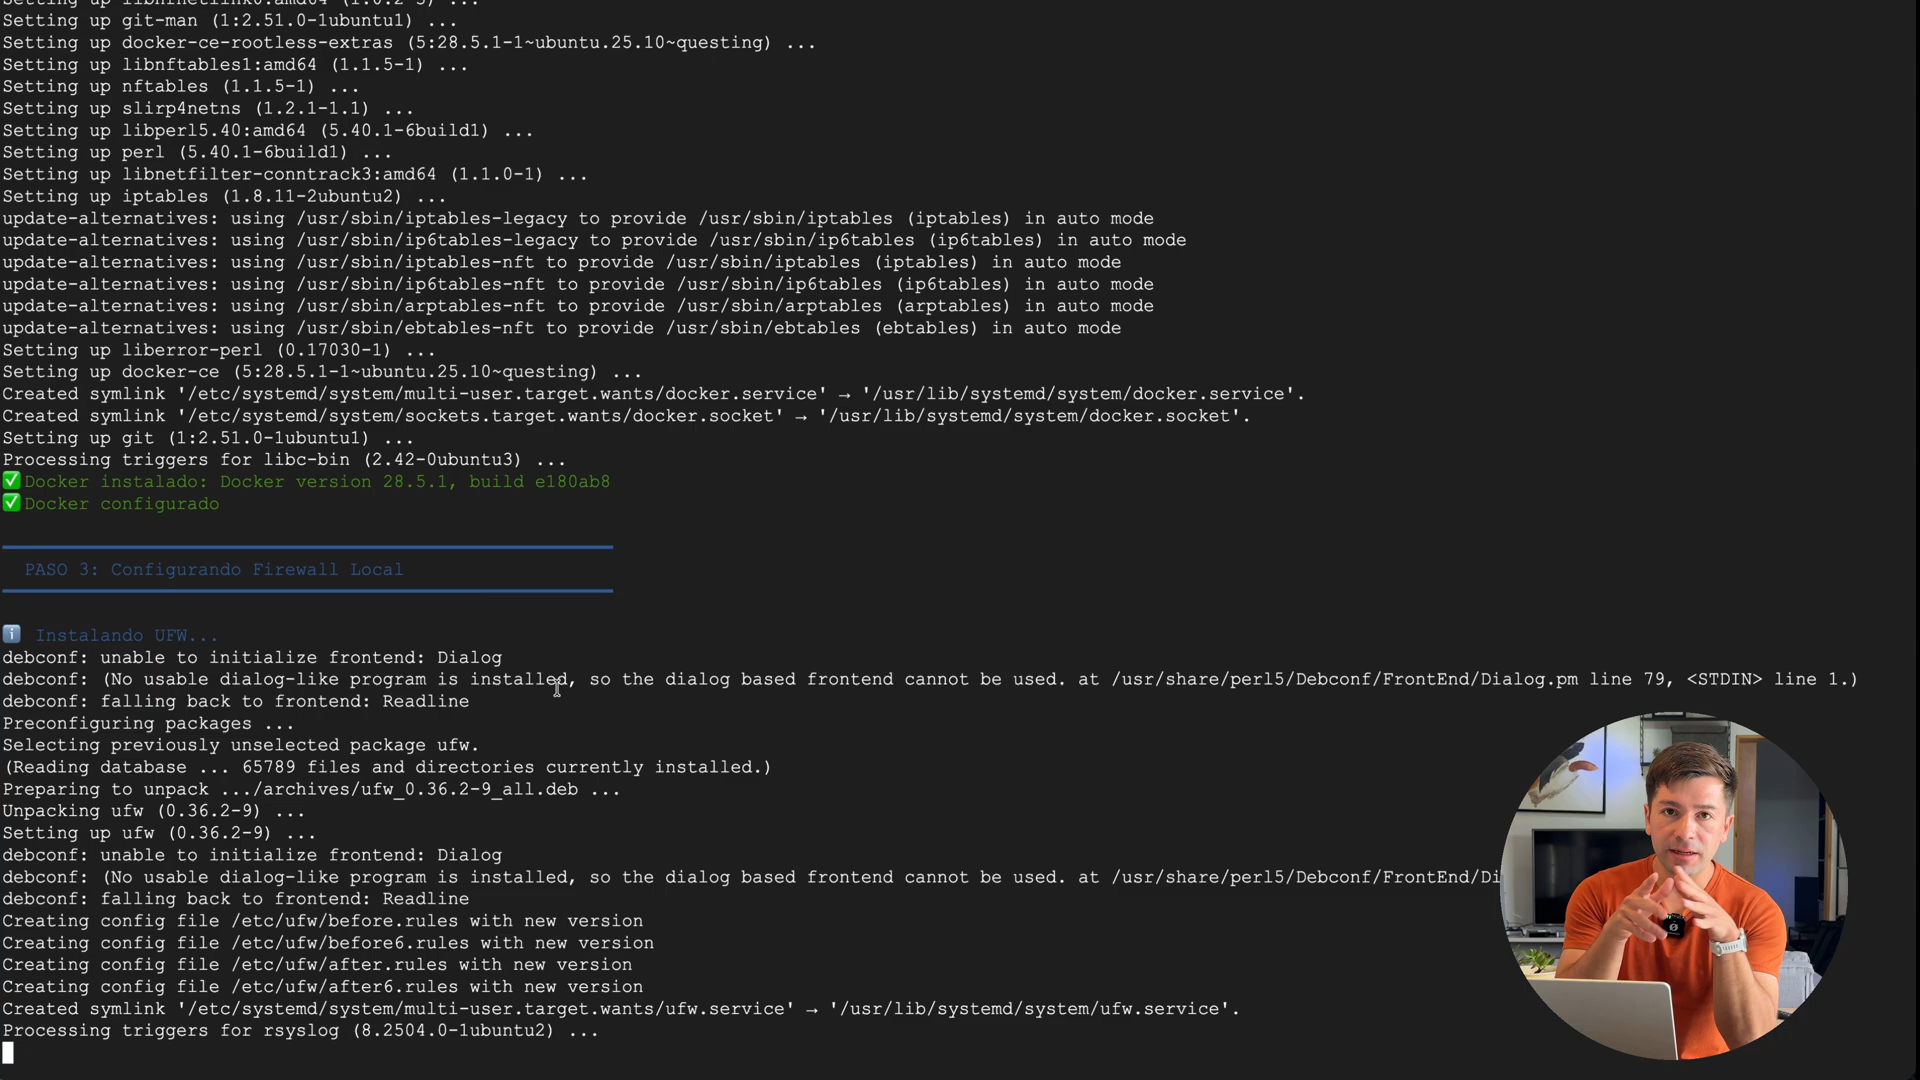 Setting up git-man (1:2.51.0-1ubuntu1) ...
Setting up docker-ce-rootless-extras (5:28.5.1-1~ubuntu.25.10~questing) ...
Setting up libnftables1:amd64 (1.1.5-1) ...
Setting up nftables (1.1.5-1) ...
Setting up slirp4netns (1.2.1-1.1) ...
Setting up libperl5.40:amd64 (5.40.1-6build1) ...
Setting up perl (5.40.1-6build1) ...
Setting up libnetfilter-conntrack3:amd64 (1.1.0-1) ...
Setting up iptables (1.8.11-2ubuntu2) ...
update-alternatives: using /usr/sbin/iptables-legacy to provide /usr/sbin/iptables (iptables) in auto mode
update-alternatives: using /usr/sbin/ip6tables-legacy to provide /usr/sbin/ip6tables (ip6tables) in auto mode
update-alternatives: using /usr/sbin/iptables-nft to provide /usr/sbin/iptables (iptables) in auto mode
update-alternatives: using /usr/sbin/ip6tables-nft to provide /usr/sbin/ip6tables (ip6tables) in auto mode
update-alternatives: using /usr/sbin/arptables-nft to provide /usr/sbin/arptables (arptables) in auto mode
update-alternatives: using /usr/sbin/ebtables-nft to provide /usr/sbin/ebtables (ebtables) in auto mode
Setting up liberror-perl (0.17030-1) ...
Setting up docker-ce (5:28.5.1-1~ubuntu.25.10~questing) ...
Created symlink '/etc/systemd/system/multi-user.target.wants/docker.service' → '/usr/lib/systemd/system/docker.service'.
Created symlink '/etc/systemd/system/sockets.target.wants/docker.socket' → '/usr/lib/systemd/system/docker.socket'.
Setting up git (1:2.51.0-1ubuntu1) ...
Processing triggers for libc-bin (2.42-0ubuntu3) ...
✅Docker instalado: Docker version 28.5.1, build e180ab8
✅Docker configurado
PASO 3: Configurando Firewall Local
ℹ️ Instalando UFW...
debconf: unable to initialize frontend: Dialog
debconf: (No usable dialog-like program is installed, so the dialog based frontend cannot be used. at /usr/share/perl5/Debconf/FrontEnd/Dialog.pm line 79, <STDIN> line 1.)
debconf: falling back to frontend: Readline
Preconfiguring packages ...
Selecting previously unselected package ufw.
(Reading database ... 65789 files and directories currently installed.)
Preparing to unpack .../archives/ufw_0.36.2-9_all.deb ...
Unpacking ufw (0.36.2-9) ...
Setting up ufw (0.36.2-9) ...
debconf: unable to initialize frontend: Dialog
debconf: (No usable dialog-like program is installed, so the dialog based frontend cannot be used. at /usr/share/perl5/Debconf/FrontEnd/Di
debconf: falling back to frontend: Readline
Creating config file /etc/ufw/before.rules with new version
Creating config file /etc/ufw/before6.rules with new version
Creating config file /etc/ufw/after.rules with new version
Creating config file /etc/ufw/after6.rules with new version
Created symlink '/etc/systemd/system/multi-user.target.wants/ufw.service' → '/usr/lib/systemd/system/ufw.service'.
Processing triggers for rsyslog (8.2504.0-1ubuntu2) ...